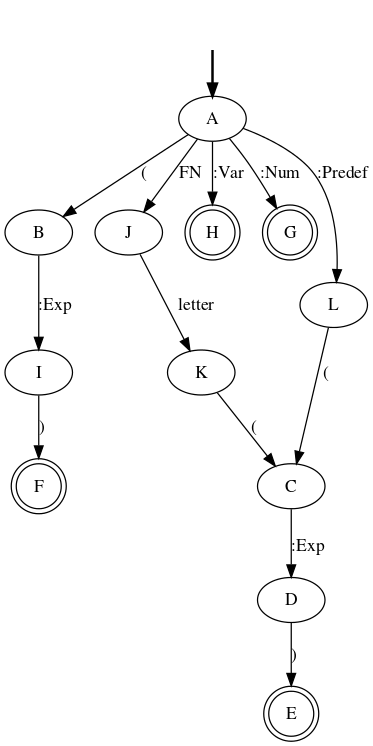 A
( FN :Var :Num :Predef
B J H G
:Exp letter L
I K (
) (
F C
:Exp
D
)
E